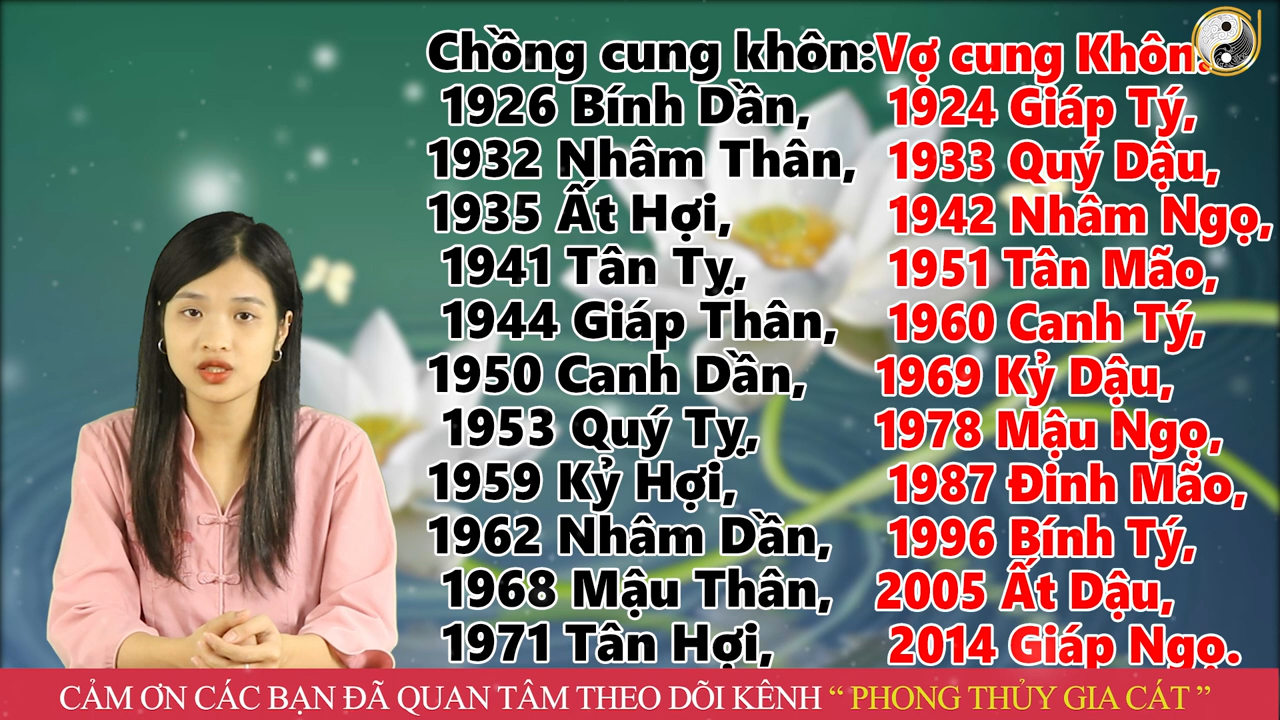 Chồng cung khôn:
1926 Bính Dần,
1932 Nhâm Thân,
1935 Ất Hợi,
1941 Tân Tỵ,
1944 Giáp Thân,
1950 Canh Dần,
1953 Quý Tỵ,
1959 Kỷ Hợi,
1962 Nhâm Dần,
1968 Mậu Thân,
1971 Tân Hợi,
Vợ cung Khôn:
1924 Giáp Tý,
1933 Quý Dậu,
1942 Nhâm Ngọ,
1951 Tân Mão,
1960 Canh Tý,
1969 Kỷ Dậu,
1978 Mậu Ngọ,
1987 Đinh Mão,
1996 Bính Tý,
2005 Ất Dậu,
2014 Giáp Ngọ.
CẢM ƠN CÁC BẠN ĐÃ QUAN TÂM THEO DÕI KÊNH “ PHONG THỦY GIA CÁT ”